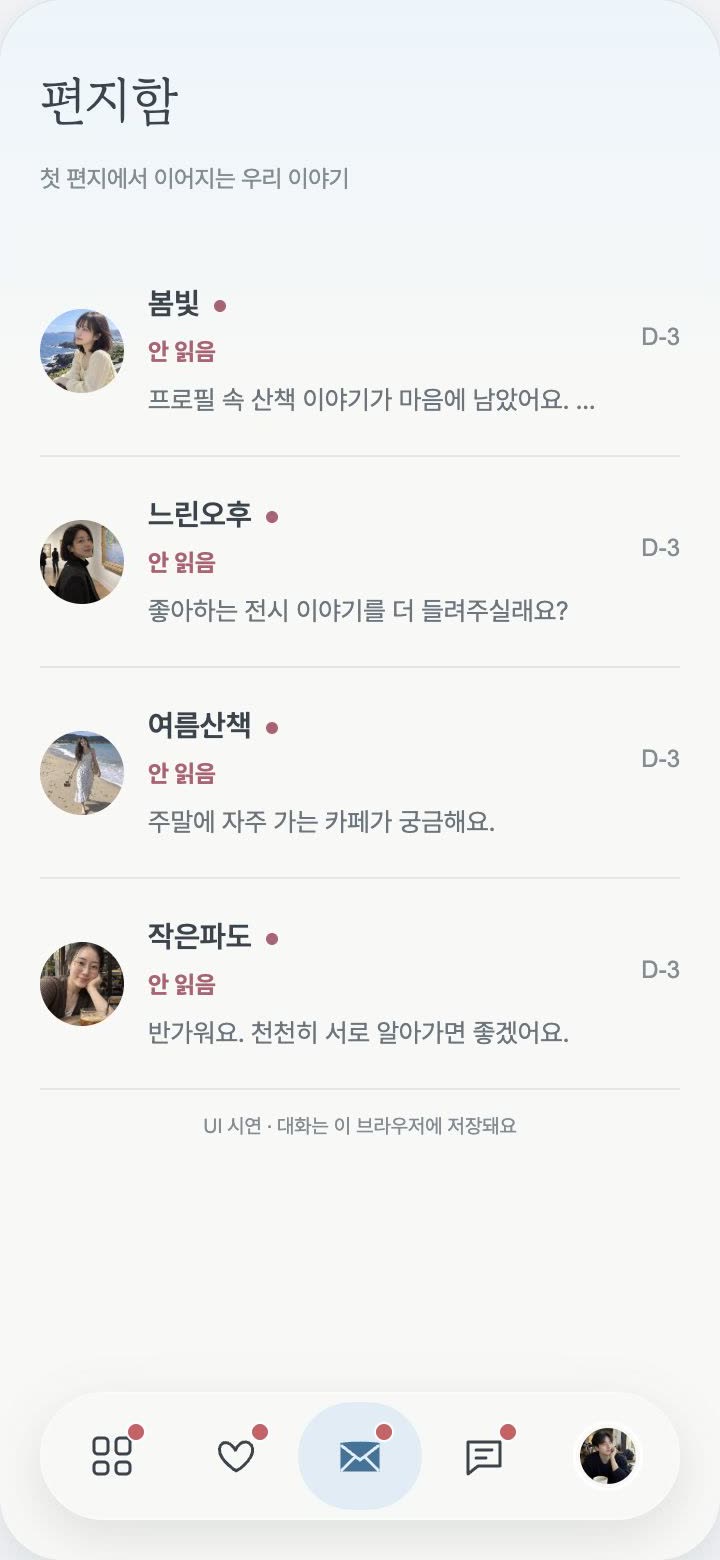 편지함
첫 편지에서 이어지는 우리 이야기
봄빛
안 읽음
D-3
프로필 속 산책 이야기가 마음에 남았어요. ...
느린오후
안 읽음
D-3
좋아하는 전시 이야기를 더 들려주실래요?
여름산책
안 읽음
D-3
주말에 자주 가는 카페가 궁금해요.
작은파도
안 읽음
D-3
반가워요. 천천히 서로 알아가면 좋겠어요.
UI 시연 · 대화는 이 브라우저에 저장돼요